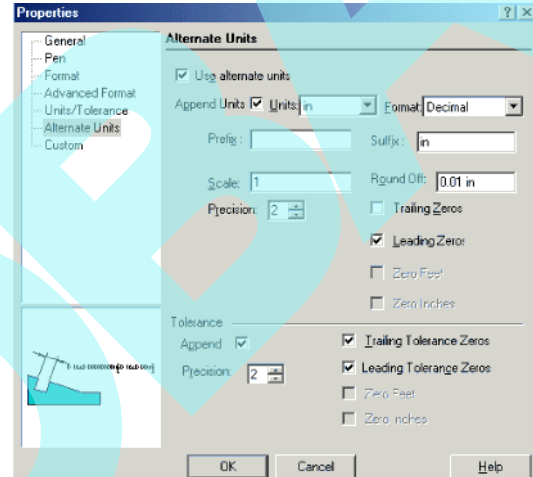 Properties
General
Pen
Format
Advanced Format
Units/Tolerance
Alternate Units
Custom
Alternate Units
Use alternate units
Append Units Units: in Format: Decimal
Prefix : Suffix : in
Scale: 1 Round Off: 0.01 in
Precision: 2 Trailing Zeros
Leading Zeros
Zero Feet
Zero Inches
Tolerance
Append Trailing Tolerance Zeros
Precision: 2 Leading Tolerance Zeros
Zero Feet
Zero Inches
OK Cancel Help